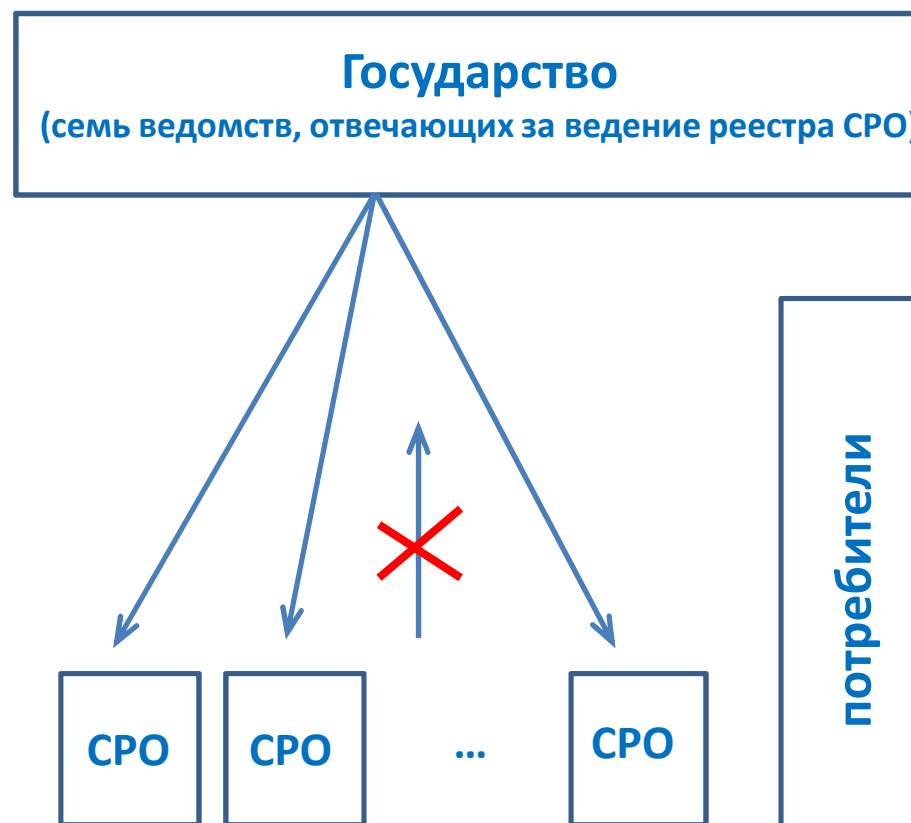 Государство
(семь ведомств, отвечающих за ведение реестра СРО)
потребители
СРО СРО ... СРО